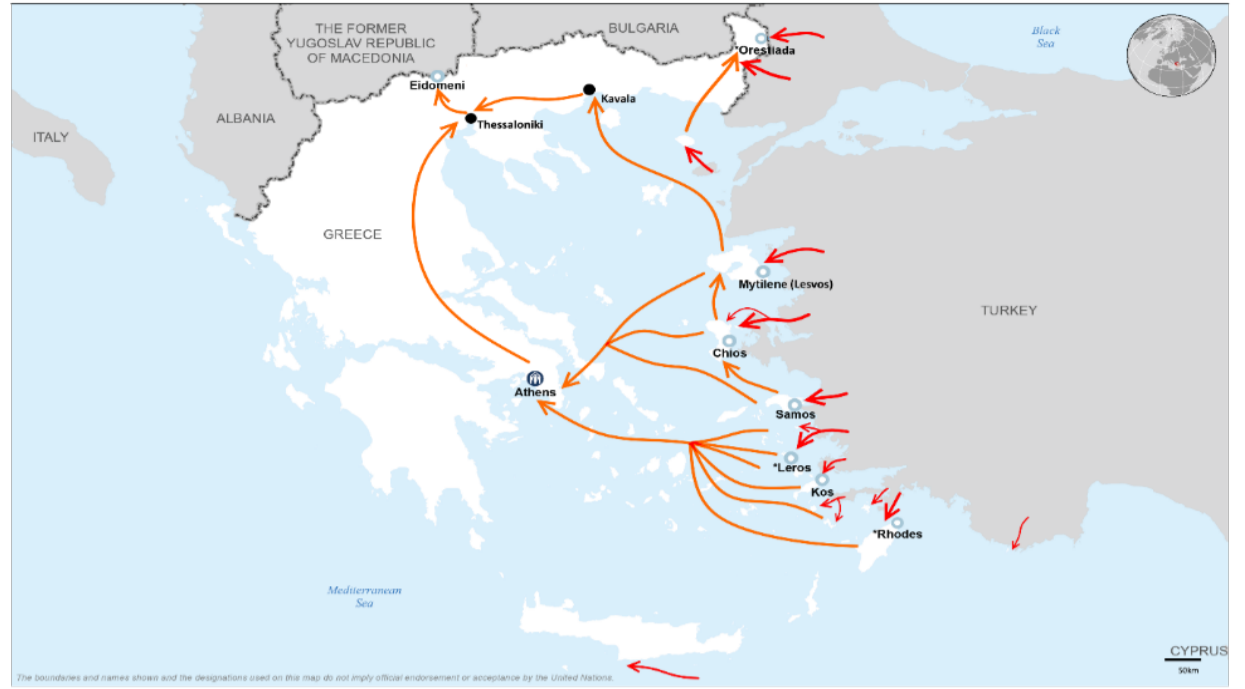 THE FORMER
YUGOSLAV REPUBLIC
OF MACEDONIA
BULGARIA
Black
Sea
*Orestiada
Eidomeni
Kavala
Thessaloniki
ALBANIA
ITALY
GREECE
Mytilene (Lesvos)
TURKEY
Chios
Athens
Samos
*Leros
Kos
*Rhodes
Mediterranean
Sea
CYPRUS
50km
The boundaries and names shown and the designations used on this map do not imply official endorsement or acceptance by the United Nations.